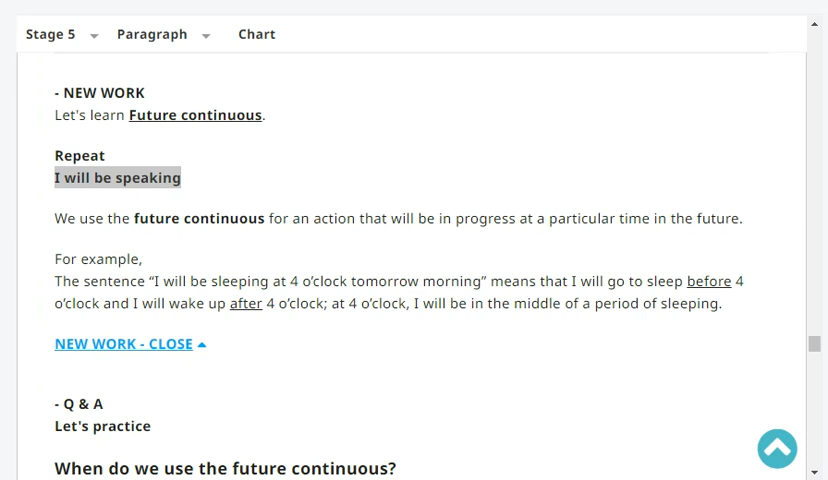 Stage 5 Paragraph Chart
- NEW WORK
Let's learn Future continuous.
Repeat
I will be speaking
We use the future continuous for an action that will be in progress at a particular time in the future.
For example,
The sentence “I will be sleeping at 4 o’clock tomorrow morning” means that I will go to sleep before 4
o’clock and I will wake up after 4 o’clock; at 4 o’clock, I will be in the middle of a period of sleeping.
NEW WORK - CLOSE
- Q & A
Let's practice
When do we use the future continuous?